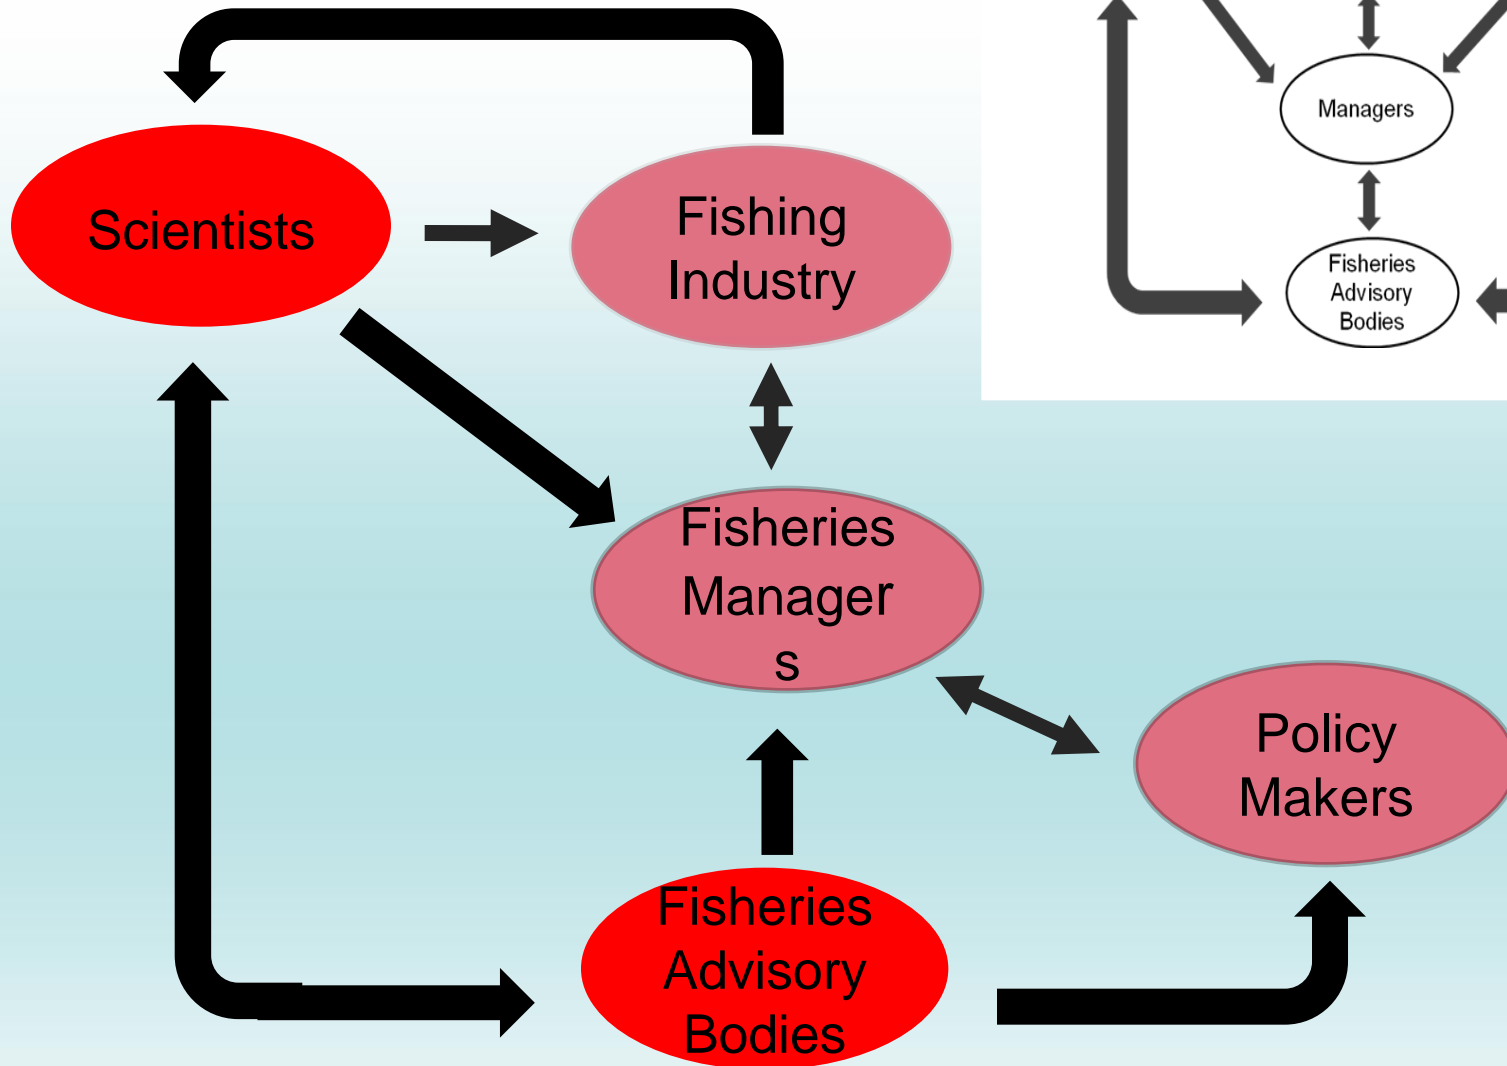 Scientists
Fishing
Industry
Fisheries
Manager
s
Policy
Makers
Fisheries
Advisory
Bodies
Managers
Fisheries
Advisory
Bodies